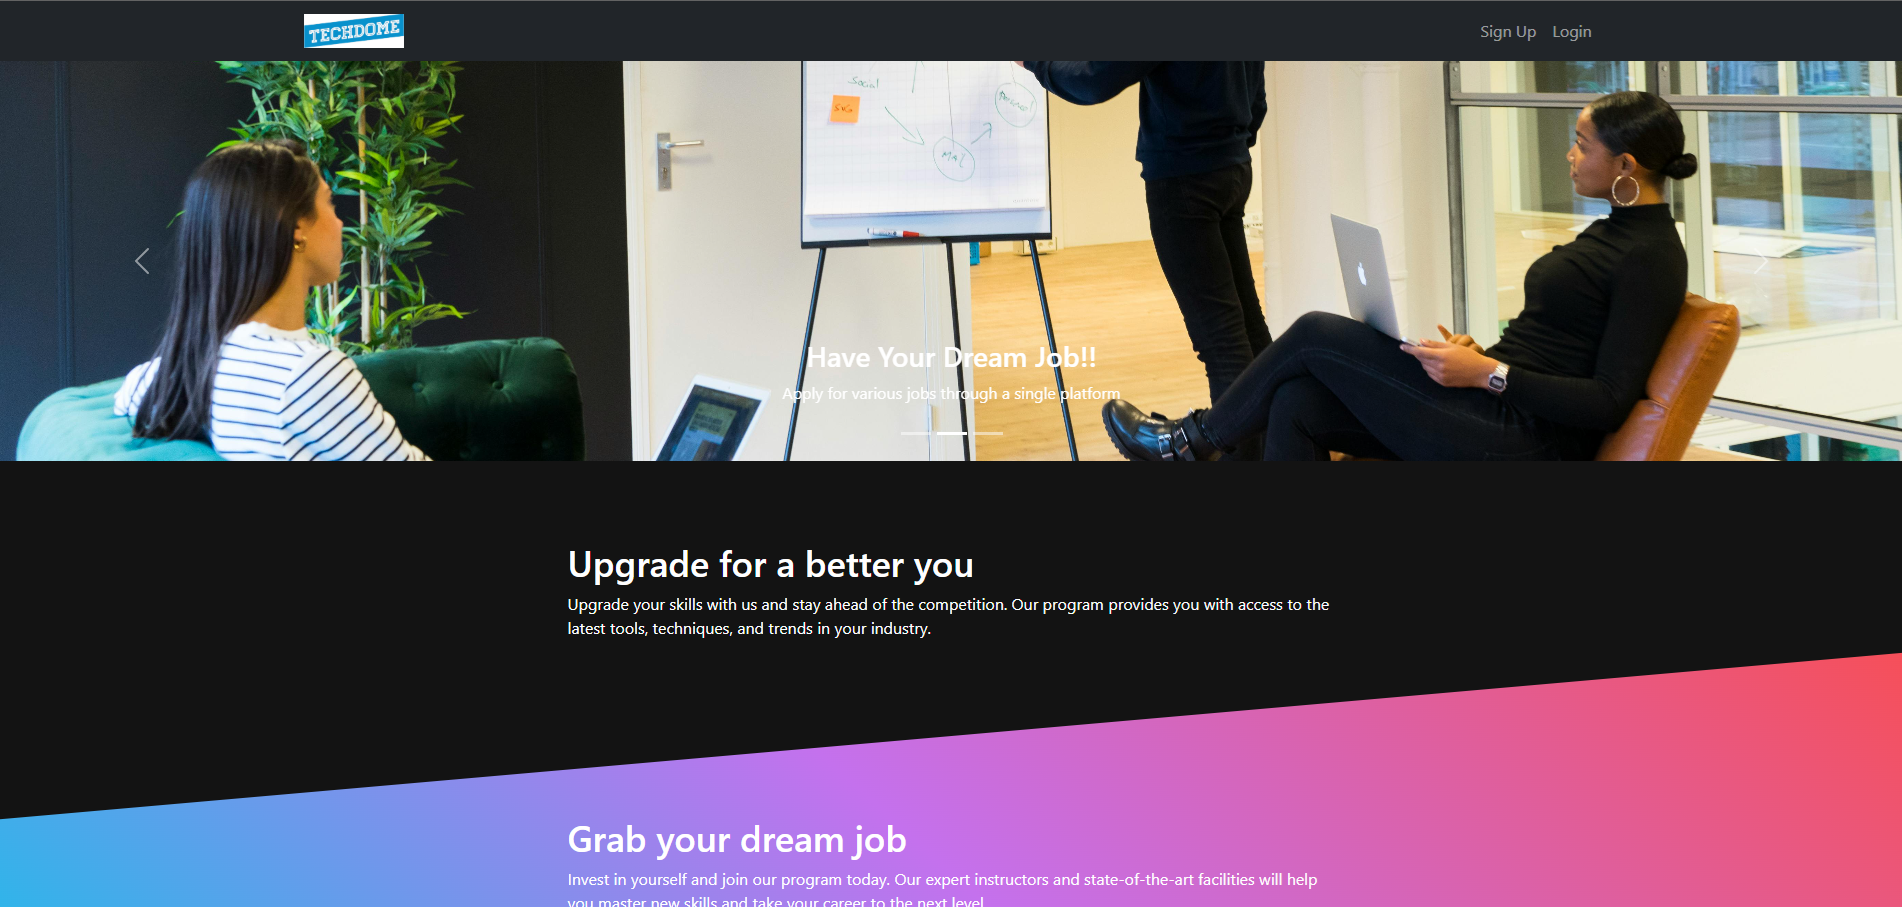 TECHDOME
Sign Up Login
Social
Have Your Dream Job!!
Apply for various jobs through a single platform
Upgrade for a better you
Upgrade your skills with us and stay ahead of the competition. Our program provides you with access to the
latest tools, techniques, and trends in your industry.
Grab your dream job
Invest in yourself and join our program today. Our expert instructors and state-of-the-art facilities will help
you master new skills and take your career to the next level.